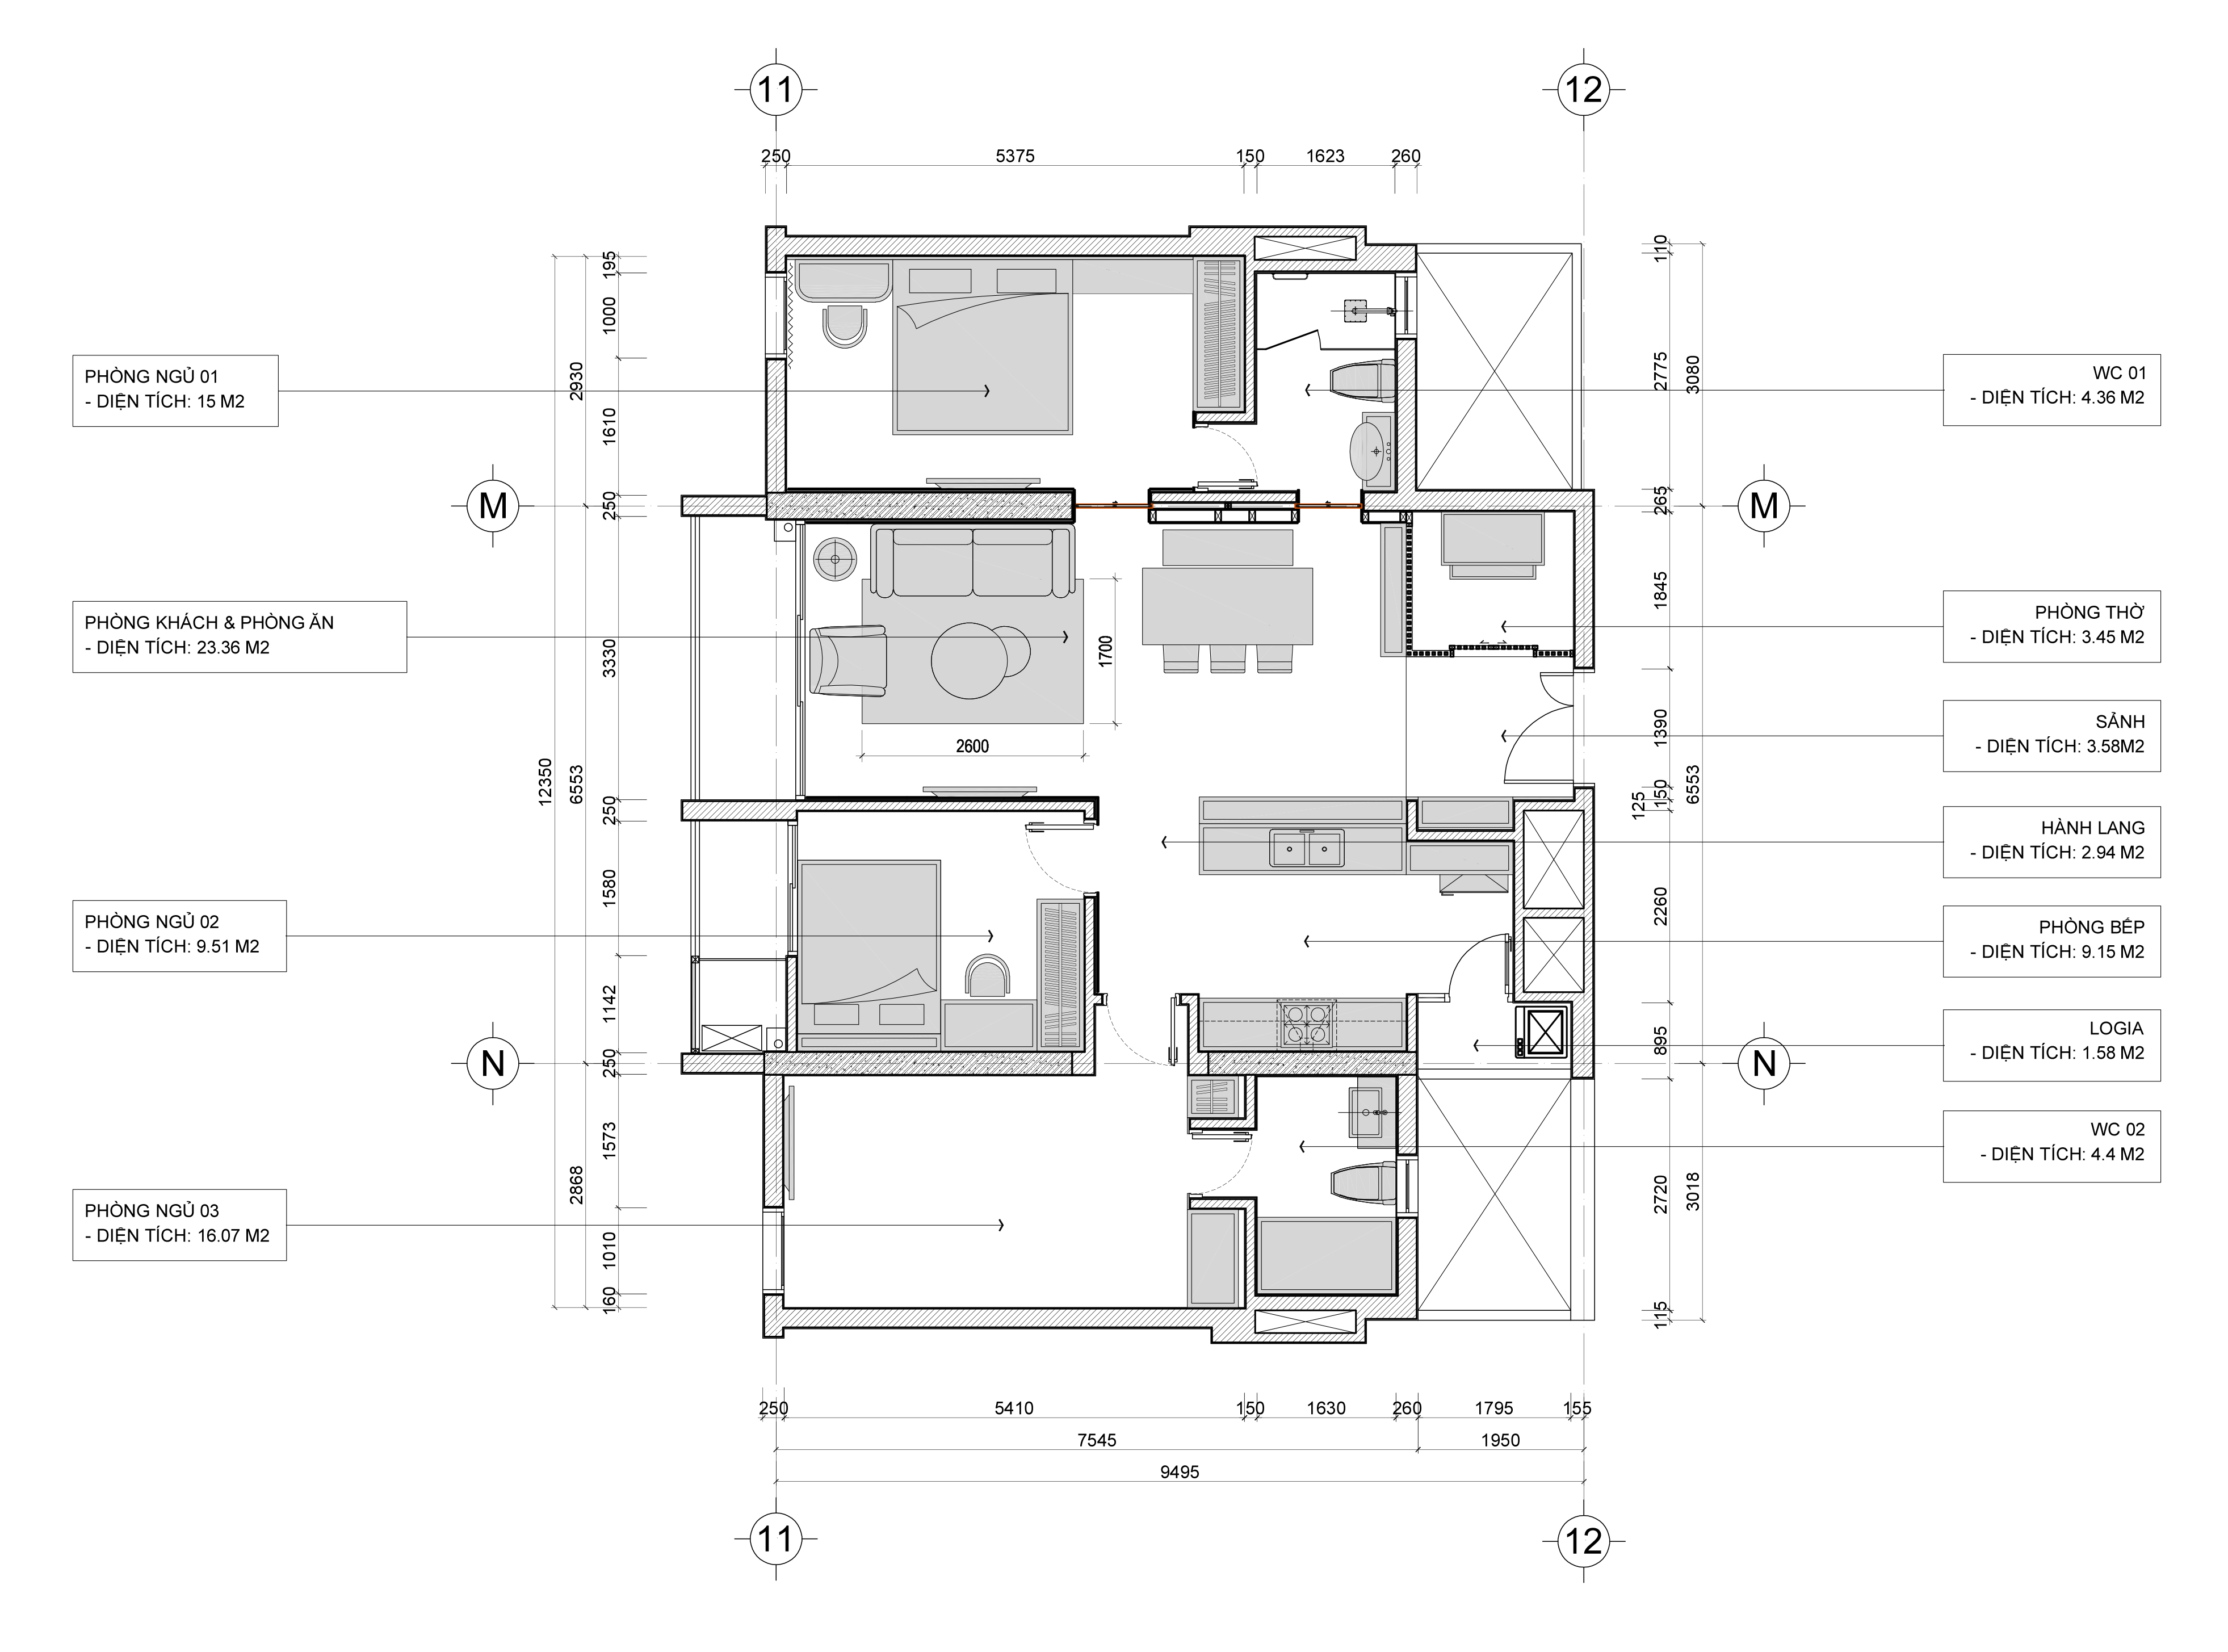 11
12
250
5375
150
1623
260
PHÒNG NGỦ 01
- DIỆN TÍCH: 15 M2
PHÒNG KHÁCH & PHÒNG ĂN
- DIỆN TÍCH: 23.36 M2
PHÒNG NGỦ 02
- DIỆN TÍCH: 9.51 M2
PHÒNG NGỦ 03
- DIỆN TÍCH: 16.07 M2
M
N
12350
2930
6553
2868
195
1000
1610
250
3330
250
1580
1142
250
1573
1010
160
1700
2600
110
2775
265
1845
1390
150
125
2260
895
2720
115
3080
6553
3018
M
N
WC 01
- DIỆN TÍCH: 4.36 M2
PHÒNG THỜ
- DIỆN TÍCH: 3.45 M2
SẢNH
- DIỆN TÍCH: 3.58M2
HÀNH LANG
- DIỆN TÍCH: 2.94 M2
PHÒNG BẾP
- DIỆN TÍCH: 9.15 M2
LOGIA
- DIỆN TÍCH: 1.58 M2
WC 02
- DIỆN TÍCH: 4.4 M2
250
5410
150
1630
260
1795
155
7545
1950
9495
11
12